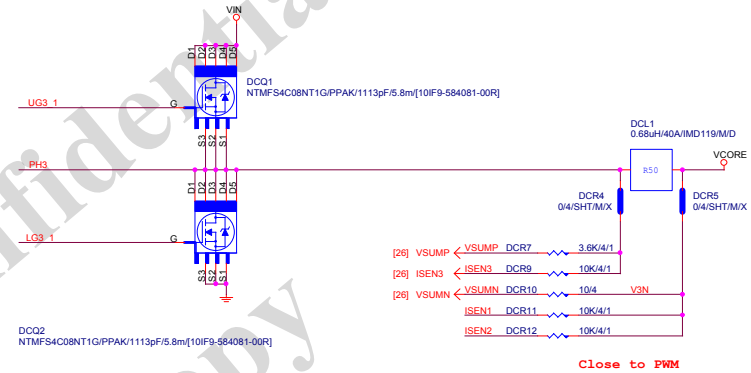 VIN
D1 D2 D3 D4 D5
DCQ1
NTMFS4C08NT1G/PPAK/1113pF/5.8m/[10IF9-584081-00R]
UG3_1
G
S3 S2 S1
DCL1
0.68uH/40A/IMD119/M/D
VCORE
PH3
R50
D1 D2 D3 D4 D5
DCR4
0/4/SHT/M/X
DCR5
0/4/SHT/M/X
LG3_1
G
[26] VSUMP VSUMP DCR7 3.6K/4/1
[26] ISEN3 ISEN3 DCR9 10K/4/1
S3 S2 S1
[26] VSUMN VSUMN DCR10 10/4 V3N
ISEN1 DCR11 10K/4/1
ISEN2 DCR12 10K/4/1
DCQ2
NTMFS4C08NT1G/PPAK/1113pF/5.8m/[10IF9-584081-00R]
Close to PWM
nfidential
opy